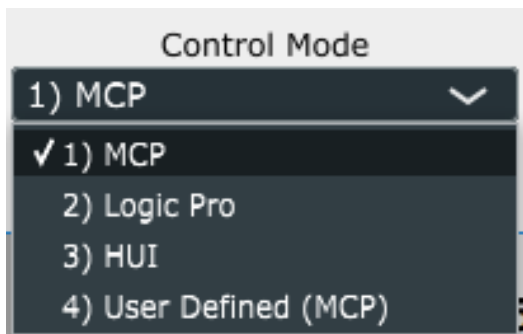 Control Mode
1) MCP
✓ 1) MCP
2) Logic Pro
3) HUI
4) User Defined (MCP)